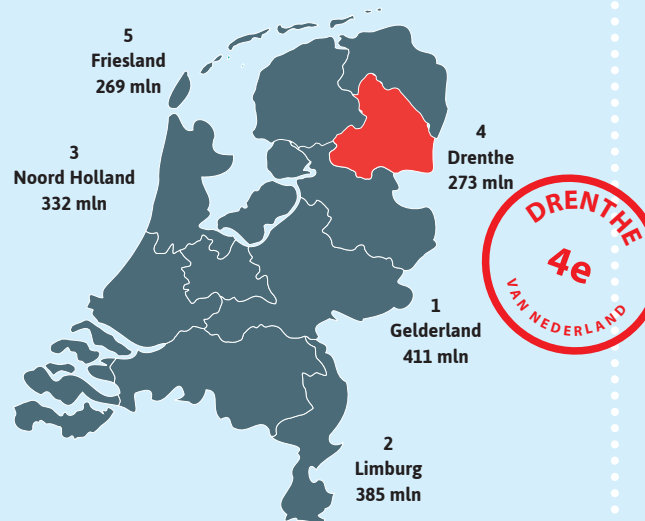 5
Friesland
269 mln
3
Noord Holland
332 mln
4
Drenthe
273 mln
DRENTHE
4e
VAN NEDERLAND
1
Gelderland
411 mln
2
Limburg
385 mln